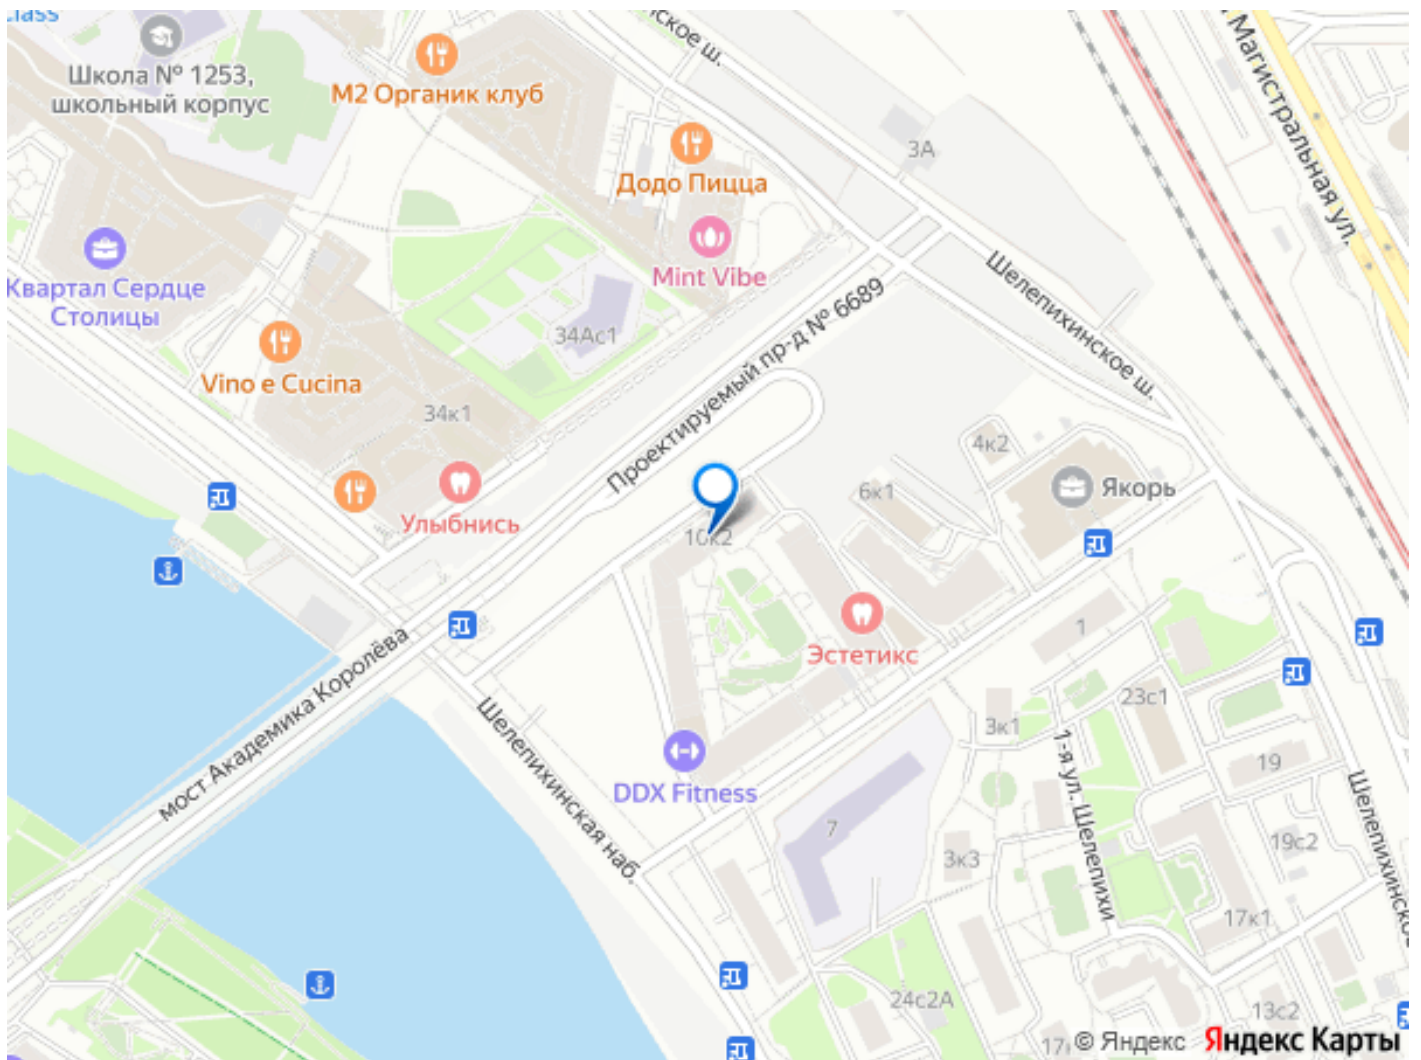 class
Школа № 1253,
школьный корпус
М2 Органик клуб
Додо Пицца
Mint Vibe
3А
Магистральная ул.
Шелепихинское ш.
Квартал Сердце
Столицы
Vino e Cucina
34Ас1
34к1
Проектируемый пр-д № 6689
4к2
6к1
Якорь
Улыбнись
10к2
Эстетикс
1
мост Академика Королёва
Шелепихинская наб.
DDX Fitness
7
3к1
23с1
1-я ул. Шелепихи
19
19с2
3к3
17к1
Шелепихинское
24с2А
13с2
© Яндекс
Яндекс Карты